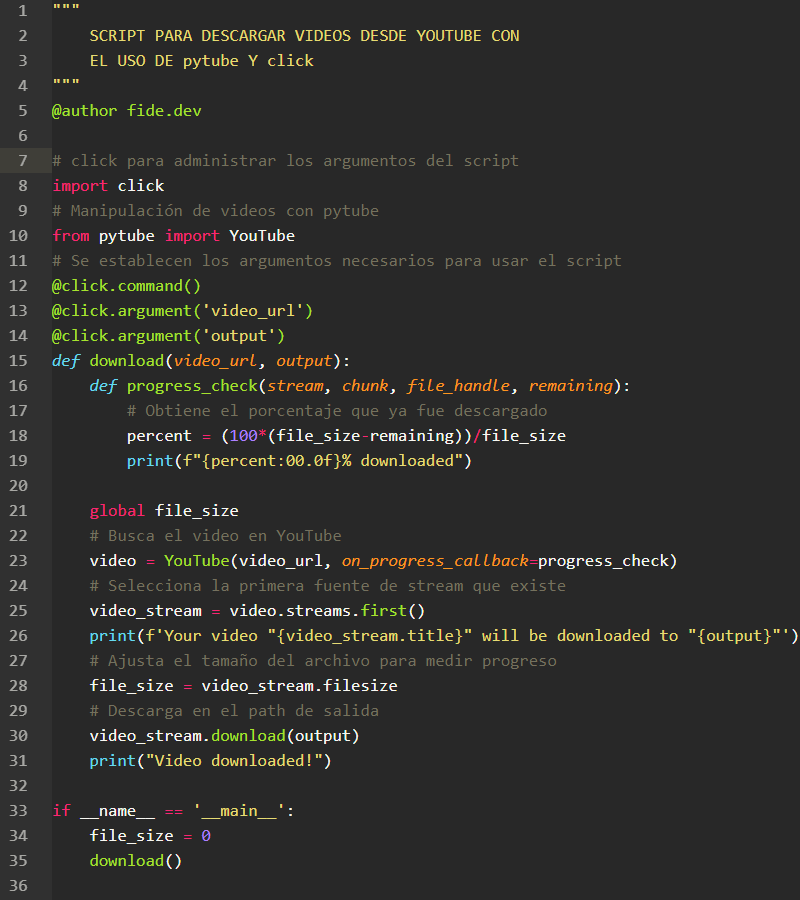 1 """
2     SCRIPT PARA DESCARGAR VIDEOS DESDE YOUTUBE CON
3     EL USO DE pytube Y click
4 """
5 @author fide.dev
6
7 # click para administrar los argumentos del script
8 import click
9 # Manipulación de videos con pytube
10 from pytube import YouTube
11 # Se establecen los argumentos necesarios para usar el script
12 @click.command()
13 @click.argument('video_url')
14 @click.argument('output')
15 def download(video_url, output):
16     def progress_check(stream, chunk, file_handle, remaining):
17         # Obtiene el porcentaje que ya fue descargado
18         percent = (100*(file_size-remaining))/file_size
19         print(f"{percent:00.0f}% downloaded")
20
21     global file_size
22     # Busca el video en YouTube
23     video = YouTube(video_url, on_progress_callback=progress_check)
24     # Selecciona la primera fuente de stream que existe
25     video_stream = video.streams.first()
26     print(f'Your video "{video_stream.title}" will be downloaded to "{output}"')
27     # Ajusta el tamaño del archivo para medir progreso
28     file_size = video_stream.filesize
29     # Descarga en el path de salida
30     video_stream.download(output)
31     print("Video downloaded!")
32
33 if __name__ == '__main__':
34     file_size = 0
35     download()
36